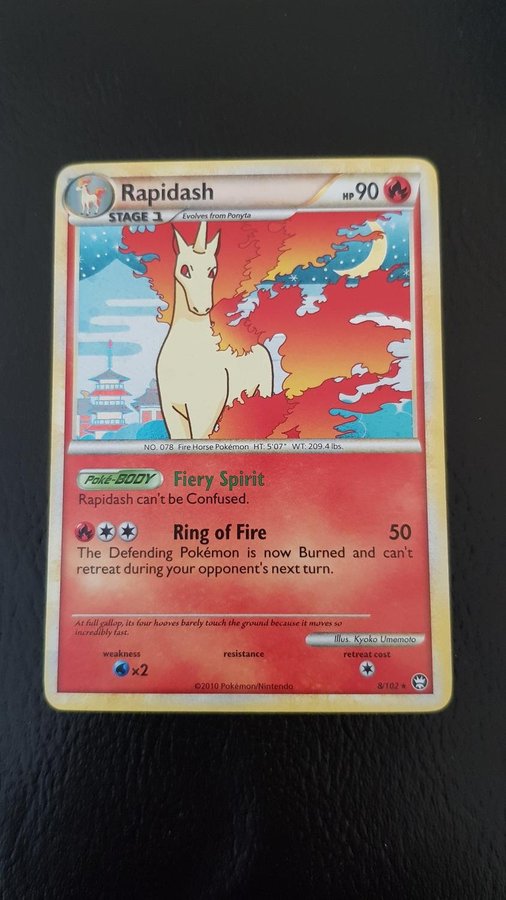 Rapidash HP 90
STAGE 1 Evolves from Ponyta
NO. 078 Fire Horse Pokémon HT: 5'07" WT: 209.4 lbs.
Poké-BODY Fiery Spirit
Rapidash can't be Confused.
Ring of Fire 50
The Defending Pokémon is now Burned and can't
retreat during your opponent's next turn.
At full gallop, its four hooves barely touch the ground because it moves so
incredibly fast.
Illus. Kyoko Umemoto
weakness resistance retreat cost
×2
©2010 Pokémon/Nintendo 8/102 ★